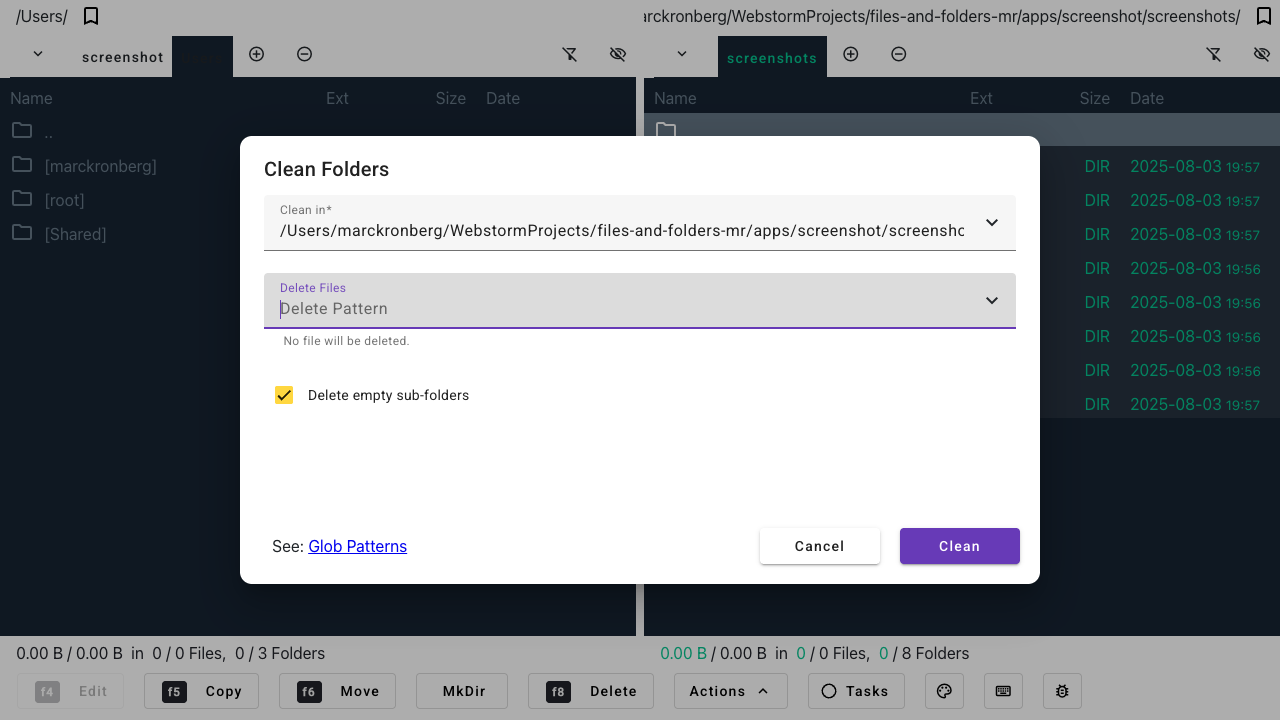 /Users/
arckronberg/WebstormProjects/files-and-folders-mr/apps/screenshot/screenshots/
screenshot
screenshots
Name Ext Size Date
Name Ext Size Date
..
[marckronberg]
[root]
[Shared]
DIR 2025-08-03 19:57
DIR 2025-08-03 19:57
DIR 2025-08-03 19:57
DIR 2025-08-03 19:56
DIR 2025-08-03 19:56
DIR 2025-08-03 19:56
DIR 2025-08-03 19:56
DIR 2025-08-03 19:57
Clean Folders
Clean in*
/Users/marckronberg/WebstormProjects/files-and-folders-mr/apps/screenshot/screensho
Delete Files
Delete Pattern
No file will be deleted.
Delete empty sub-folders
See: Glob Patterns
Cancel
Clean
0.00 B / 0.00 B in 0 / 0 Files, 0 / 3 Folders
0.00 B / 0.00 B in 0 / 0 Files, 0 / 8 Folders
f4 Edit
f5 Copy
f6 Move
MkDir
f8 Delete
Actions
Tasks